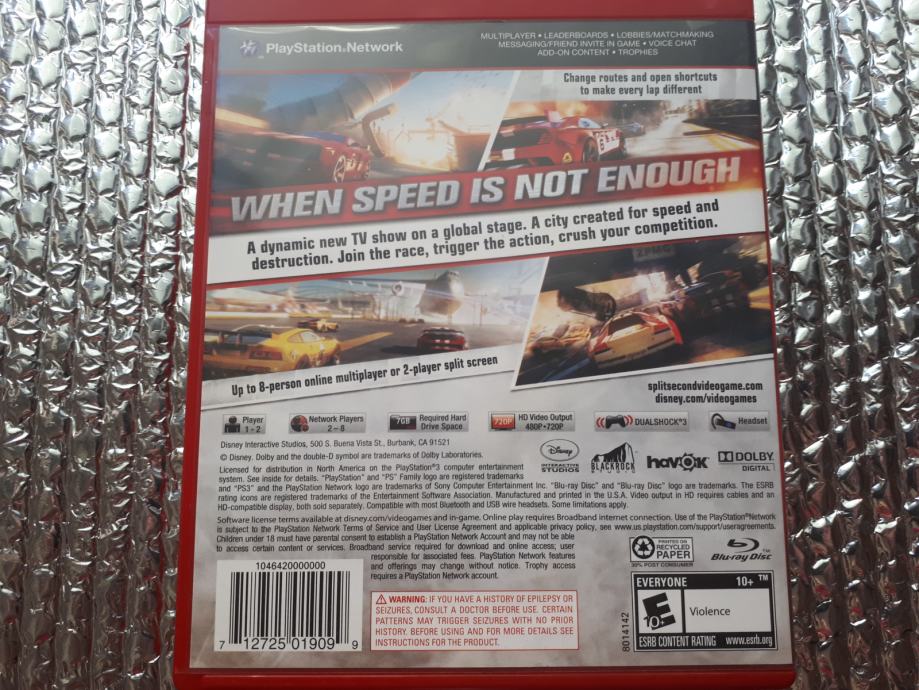 PlayStation®Network
MULTIPLAYER • LEADERBOARDS • LOBBIES/MATCHMAKING
MESSAGING/FRIEND INVITE IN GAME • VOICE CHAT
ADD-ON CONTENT • TROPHIES
Change routes and open shortcuts
to make every lap different
WHEN SPEED IS NOT ENOUGH
A dynamic new TV show on a global stage. A city created for speed and
destruction. Join the race, trigger the action, crush your competition.
Up to 8-person online multiplayer or 2-player split screen
splitsecondvideogame.com
disney.com/videogames
Player
1 - 2
Network Players
2 - 8
7GB
Required Hard
Drive Space
720P
HD Video Output
480P•720P
DUALSHOCK®3
Headset
Disney Interactive Studios, 500 S. Buena Vista St., Burbank, CA 91521
© Disney. Dolby and the double-D symbol are trademarks of Dolby Laboratories.
Disney
INTERACTIVE
STUDIOS
BLACKROCK
STUDIO
havok
DOLBY
DIGITAL
Licensed for distribution in North America on the PlayStation®3 computer entertainment
system. See inside for details. "PlayStation" and "PS" Family logo are registered trademarks
and "PS3" and the PlayStation Network logo are trademarks of Sony Computer Entertainment Inc. "Blu-ray Disc" and "Blu-ray Disc" logo are trademarks. The ESRB
rating icons are registered trademarks of the Entertainment Software Association. Manufactured and printed in the U.S.A. Video output in HD requires cables and an
HD-compatible display, both sold separately. Compatible with most Bluetooth and USB wire headsets. Some limitations apply.
Software license terms available at disney.com/videogames and in-game. Online play requires Broadband internet connection. Use of the PlayStation®Network
is subject to the PlayStation Network Terms of Service and User License Agreement and applicable privacy policy, see www.us.playstation.com/support/useragreements.
Children under 18 must have parental consent to establish a PlayStation Network Account and may not be able
to access certain content or services. Broadband service required for download and online access; user
responsible for associated fees. PlayStation Network features
and offerings may change without notice. Trophy access
requires a PlayStation Network account.
PRINTED ON
RECYCLED
PAPER
30% POST CONSUMER
Blu-ray Disc™
1046420000000
7 12725 01909 9
WARNING: IF YOU HAVE A HISTORY OF EPILEPSY OR
SEIZURES, CONSULT A DOCTOR BEFORE USE. CERTAIN
PATTERNS MAY TRIGGER SEIZURES WITH NO PRIOR
HISTORY. BEFORE USING AND FOR MORE DETAILS SEE
INSTRUCTIONS FOR THE PRODUCT.
8014142
EVERYONE 10+ ™
E
10+
Violence
ESRB CONTENT RATING www.esrb.org